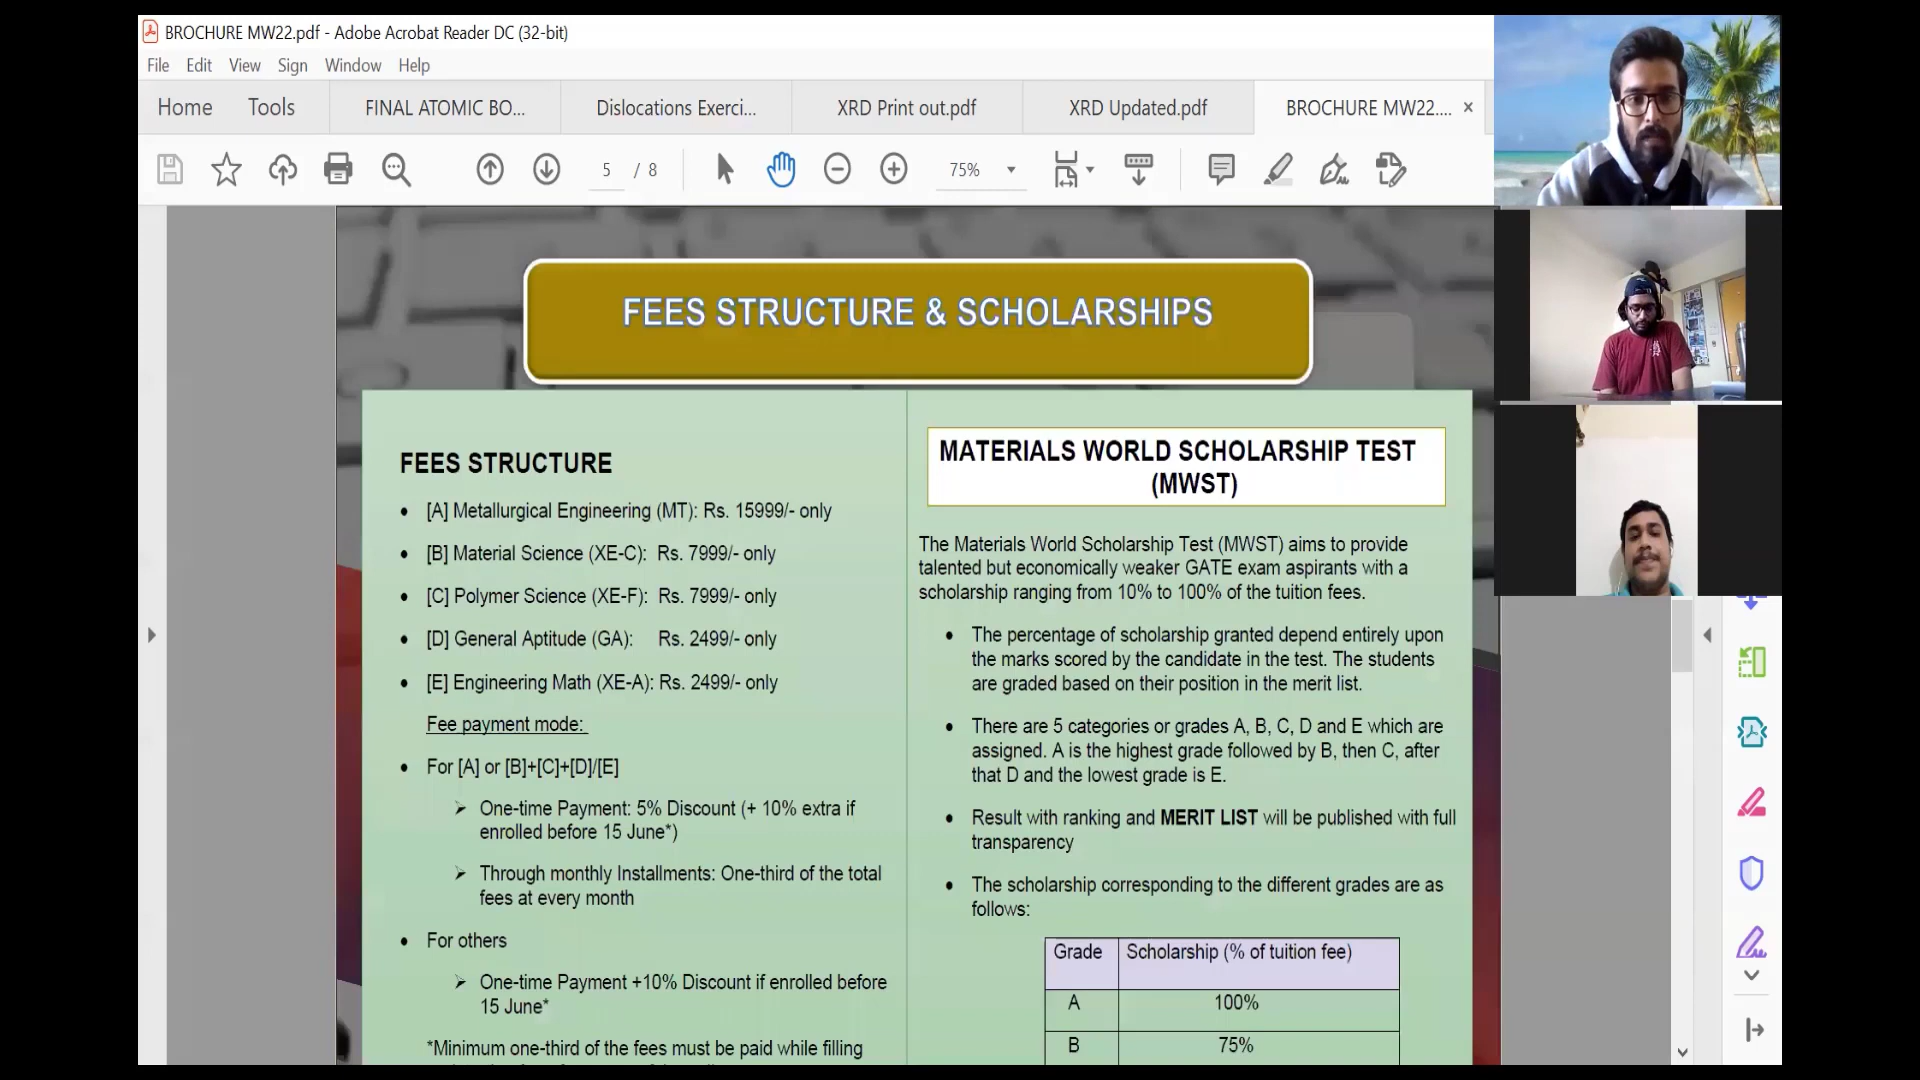 BROCHURE MW22.pdf - Adobe Acrobat Reader DC (32-bit)
File Edit View Sign Window Help
Home Tools FINAL ATOMIC BO... Dislocations Exerci... XRD Print out.pdf XRD Updated.pdf BROCHURE MW22....
5 / 8 75%
FEES STRUCTURE & SCHOLARSHIPS
FEES STRUCTURE
• [A] Metallurgical Engineering (MT): Rs. 15999/- only
• [B] Material Science (XE-C): Rs. 7999/- only
• [C] Polymer Science (XE-F): Rs. 7999/- only
• [D] General Aptitude (GA): Rs. 2499/- only
• [E] Engineering Math (XE-A): Rs. 2499/- only
Fee payment mode:
• For [A] or [B]+[C]+[D]/[E]
➢ One-time Payment: 5% Discount (+ 10% extra if
enrolled before 15 June*)
➢ Through monthly Installments: One-third of the total
fees at every month
• For others
➢ One-time Payment +10% Discount if enrolled before
15 June*
*Minimum one-third of the fees must be paid while filling
MATERIALS WORLD SCHOLARSHIP TEST
(MWST)
The Materials World Scholarship Test (MWST) aims to provide
talented but economically weaker GATE exam aspirants with a
scholarship ranging from 10% to 100% of the tuition fees.
• The percentage of scholarship granted depend entirely upon
the marks scored by the candidate in the test. The students
are graded based on their position in the merit list.
• There are 5 categories or grades A, B, C, D and E which are
assigned. A is the highest grade followed by B, then C, after
that D and the lowest grade is E.
• Result with ranking and MERIT LIST will be published with full
transparency
• The scholarship corresponding to the different grades are as
follows:
Grade Scholarship (% of tuition fee)
A 100%
B 75%